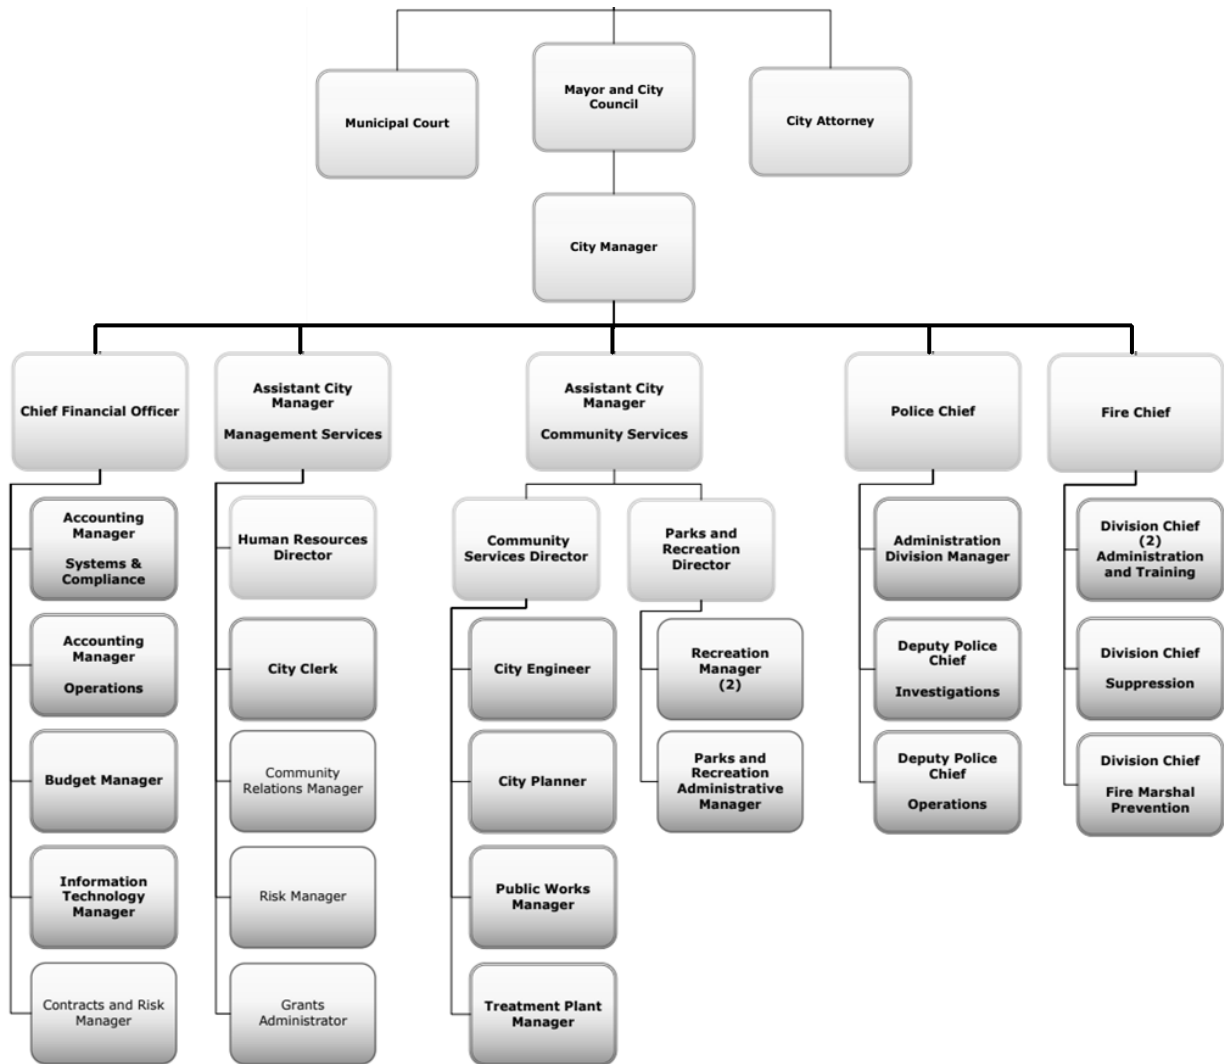 Municipal Court
Mayor and City
Council
City Attorney
City Manager
Chief Financial Officer
Assistant City
Manager
Management Services
Assistant City
Manager
Community Services
Police Chief
Fire Chief
Accounting
Manager
Systems &
Compliance
Accounting
Manager
Operations
Budget Manager
Information
Technology
Manager
Contracts and Risk
Manager
Human Resources
Director
City Clerk
Community
Relations Manager
Risk Manager
Grants
Administrator
Community
Services Director
City Engineer
City Planner
Public Works
Manager
Treatment Plant
Manager
Parks and
Recreation
Director
Recreation
Manager
(2)
Parks and
Recreation
Administrative
Manager
Administration
Division Manager
Deputy Police
Chief
Investigations
Deputy Police
Chief
Operations
Division Chief
(2)
Administration
and Training
Division Chief
Suppression
Division Chief
Fire Marshal
Prevention